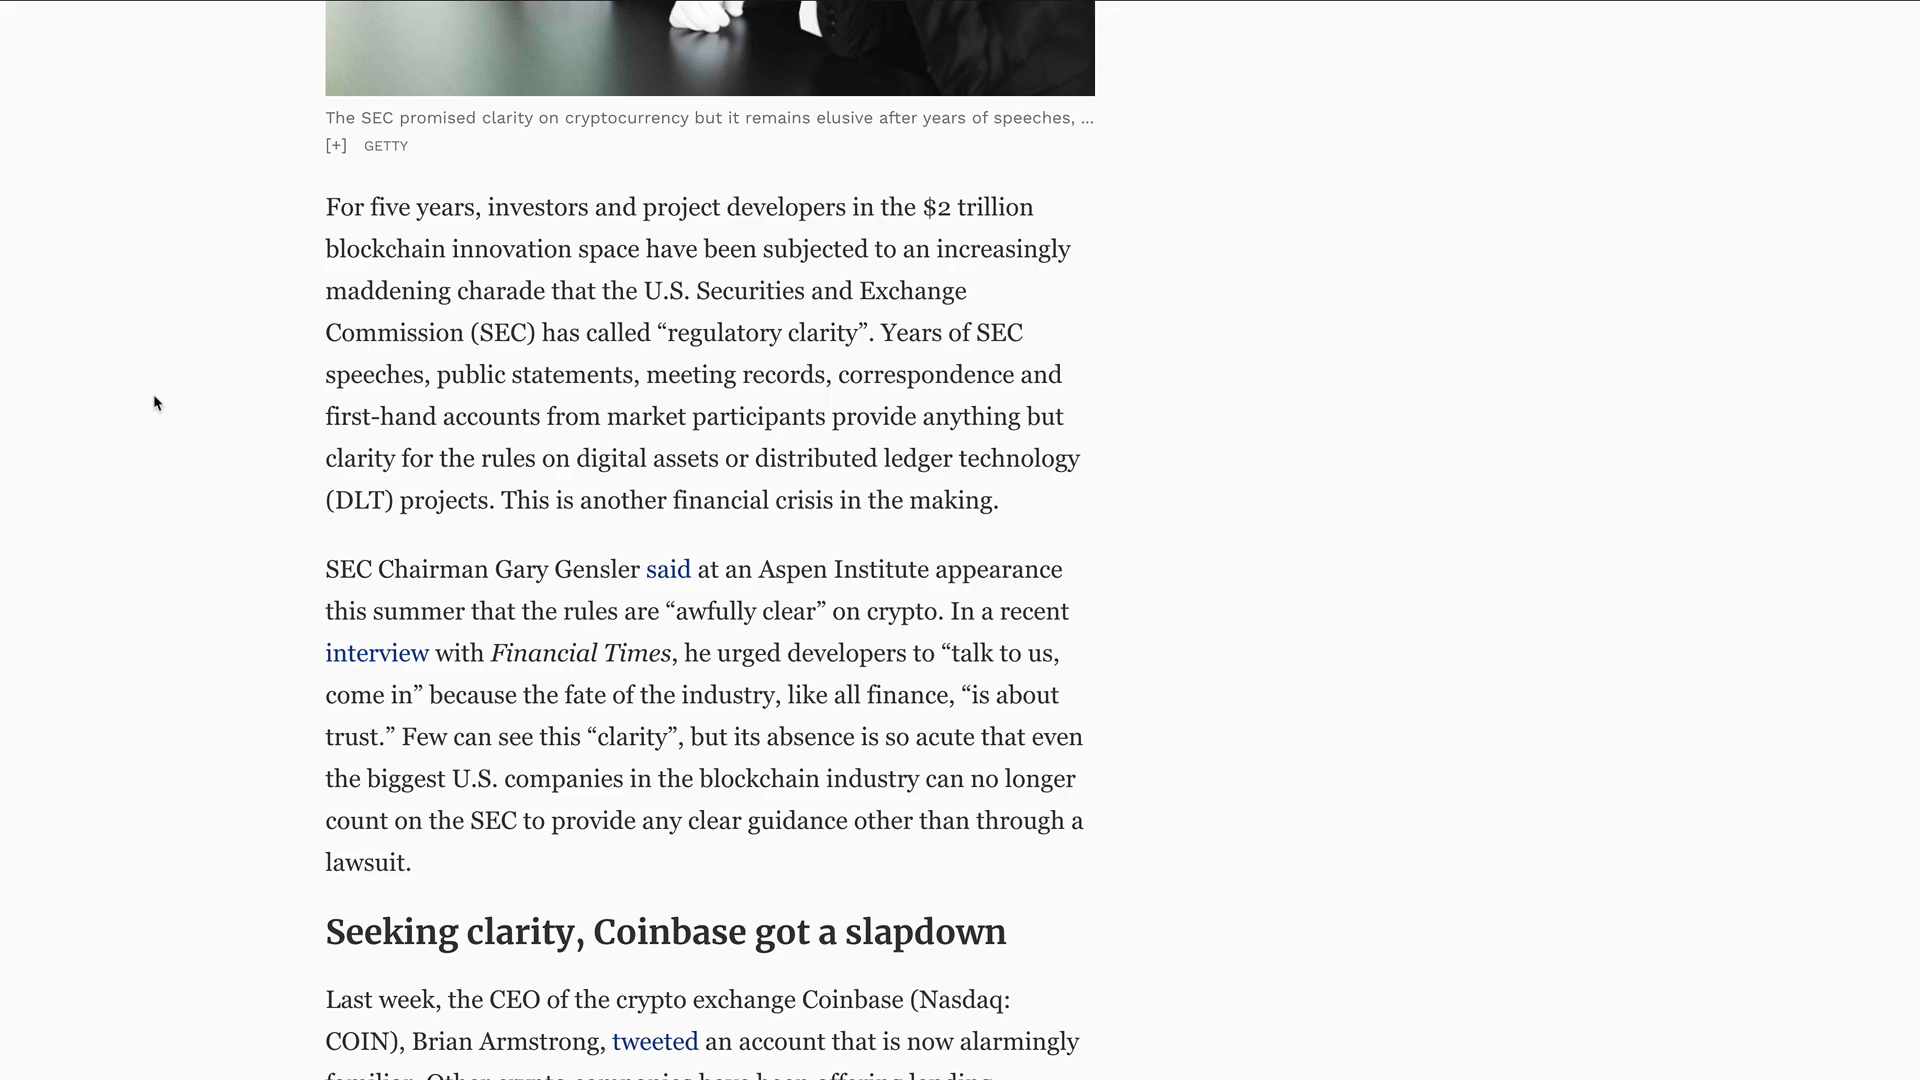 The SEC promised clarity on cryptocurrency but it remains elusive after years of speeches, ...
[+] GETTY
For five years, investors and project developers in the $2 trillion
blockchain innovation space have been subjected to an increasingly
maddening charade that the U.S. Securities and Exchange
Commission (SEC) has called “regulatory clarity”. Years of SEC
speeches, public statements, meeting records, correspondence and
first-hand accounts from market participants provide anything but
clarity for the rules on digital assets or distributed ledger technology
(DLT) projects. This is another financial crisis in the making.
SEC Chairman Gary Gensler said at an Aspen Institute appearance
this summer that the rules are “awfully clear” on crypto. In a recent
interview with Financial Times, he urged developers to “talk to us,
come in” because the fate of the industry, like all finance, “is about
trust.” Few can see this “clarity”, but its absence is so acute that even
the biggest U.S. companies in the blockchain industry can no longer
count on the SEC to provide any clear guidance other than through a
lawsuit.
Seeking clarity, Coinbase got a slapdown
Last week, the CEO of the crypto exchange Coinbase (Nasdaq:
COIN), Brian Armstrong, tweeted an account that is now alarmingly
familiar. Other crypto companies have been offering lending